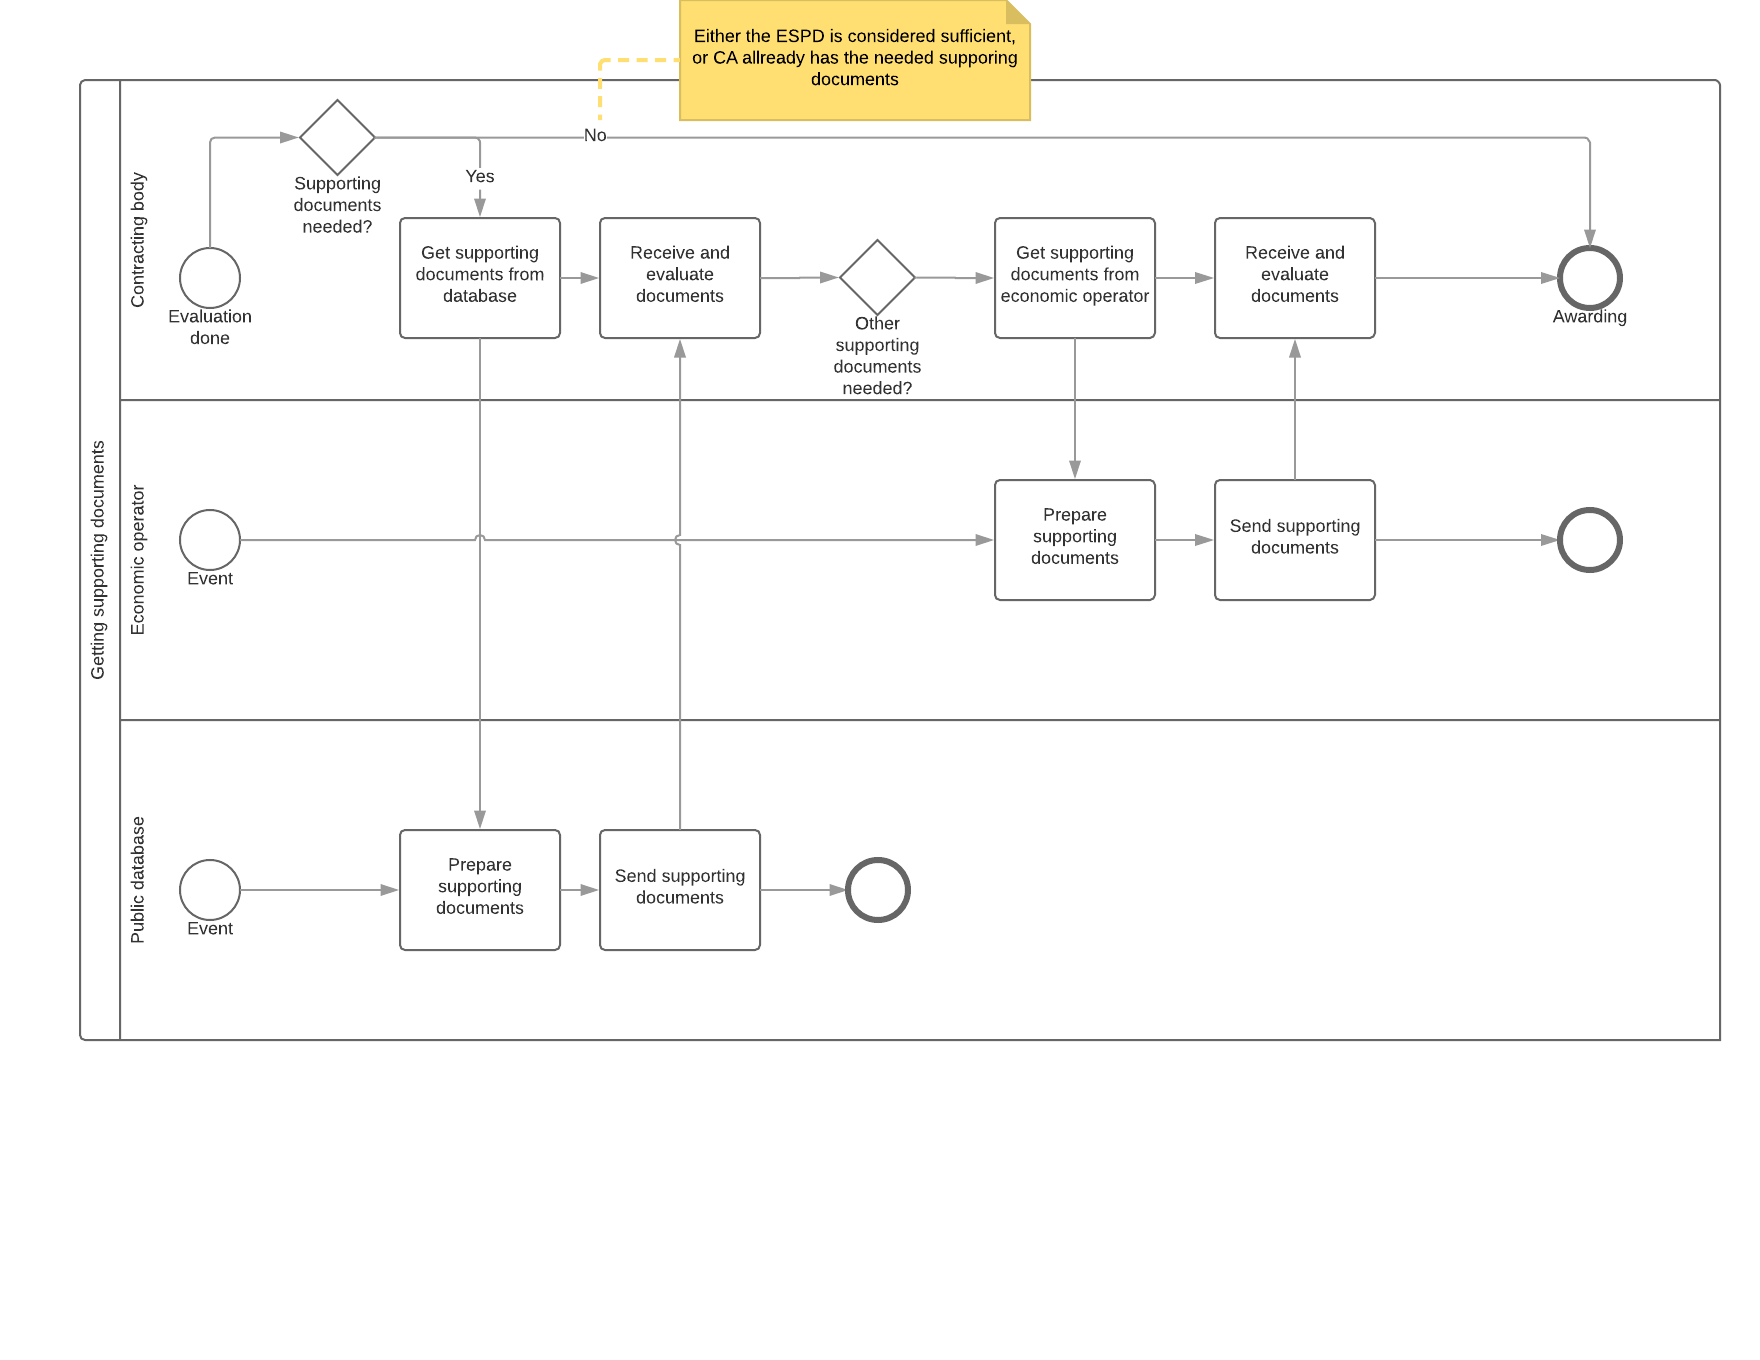 Either the ESPD is considered sufficient,
or CA allready has the needed supporing
documents
Getting supporting documents
Contracting body
No
Yes
Supporting
documents
needed?
Evaluation
done
Get supporting
documents from
database
Receive and
evaluate
documents
Other
supporting
documents
needed?
Get supporting
documents from
economic operator
Receive and
evaluate
documents
Awarding
Economic operator
Event
Prepare
supporting
documents
Send supporting
documents
Public database
Event
Prepare
supporting
documents
Send supporting
documents